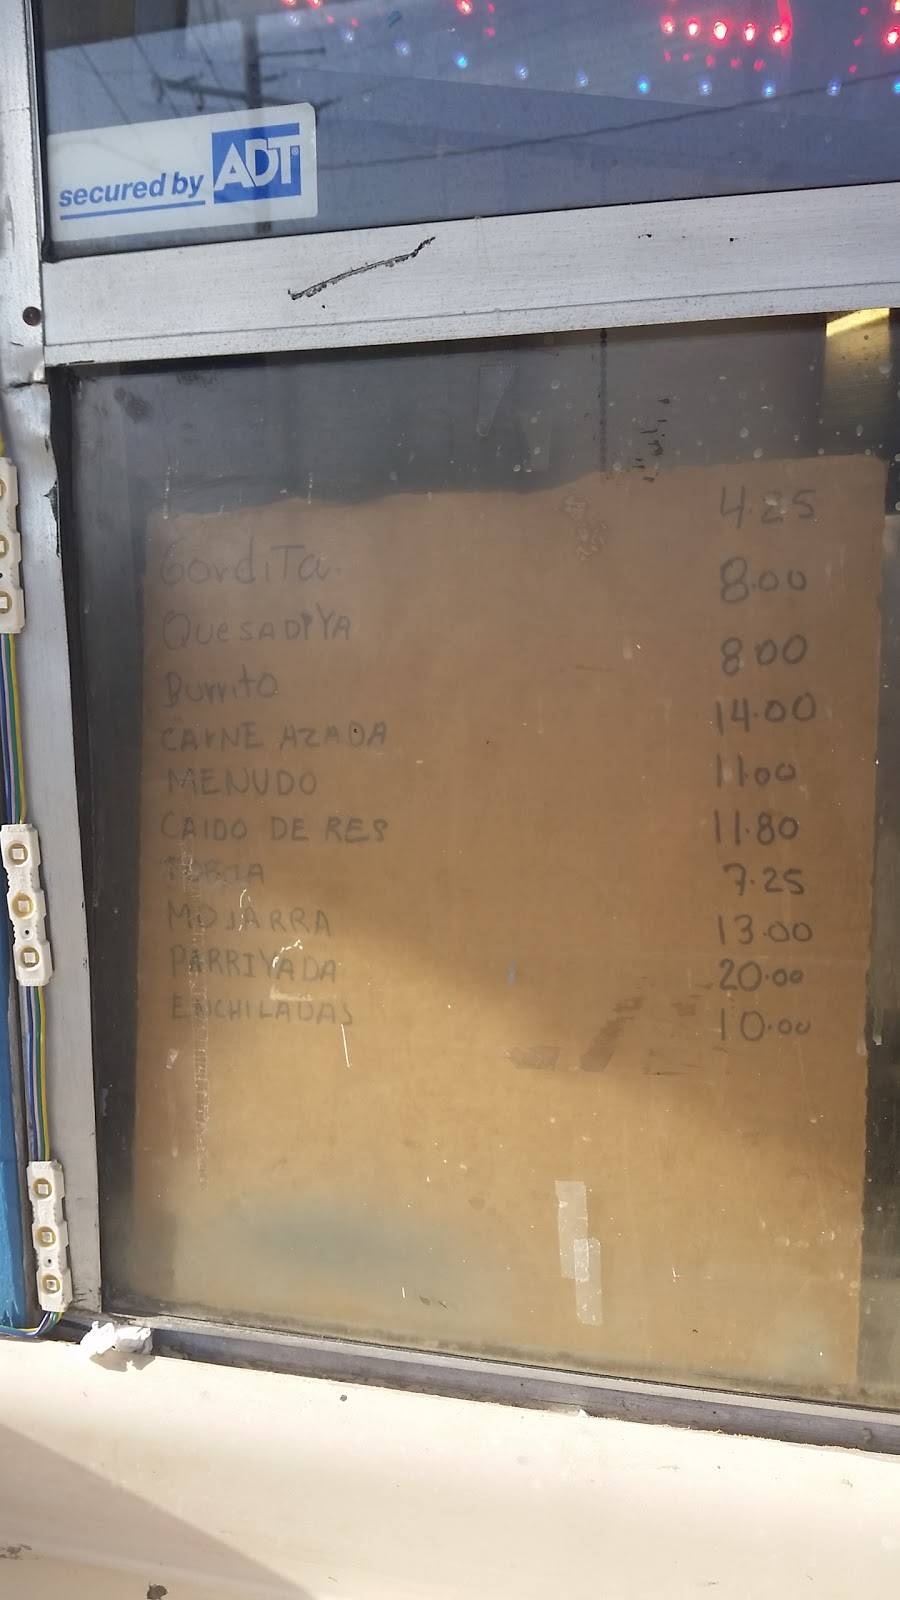 secured by ADT
Gordita. 4.25
QUESADIYA 8.00
Burrito 8.00
CARNE AZADA 14.00
MENUDO 11.00
CAIDO DE RES 11.80
TORTA 7.25
MOJARRA 13.00
PARRIYADA 20.00
ENCHILADAS 10.00